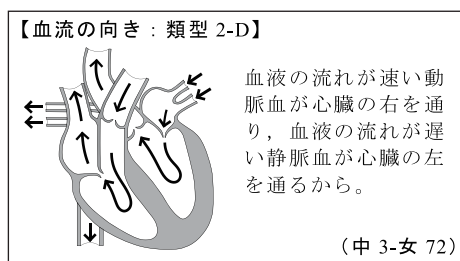 【血流の向き：類型 2-D】
血液の流れが速い動
脈血が心臓の右を通
り，血液の流れが遅
い静脈血が心臓の左
を通るから。
（中 3-女 72）